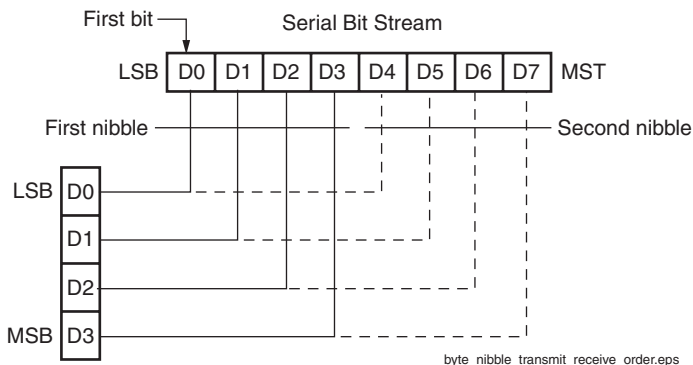 First bit
Serial Bit Stream
LSB D0 D1 D2 D3 D4 D5 D6 D7 MST
First nibble
Second nibble
LSB D0
D1
D2
MSB D3
byte_nibble_transmit_receive_order.eps